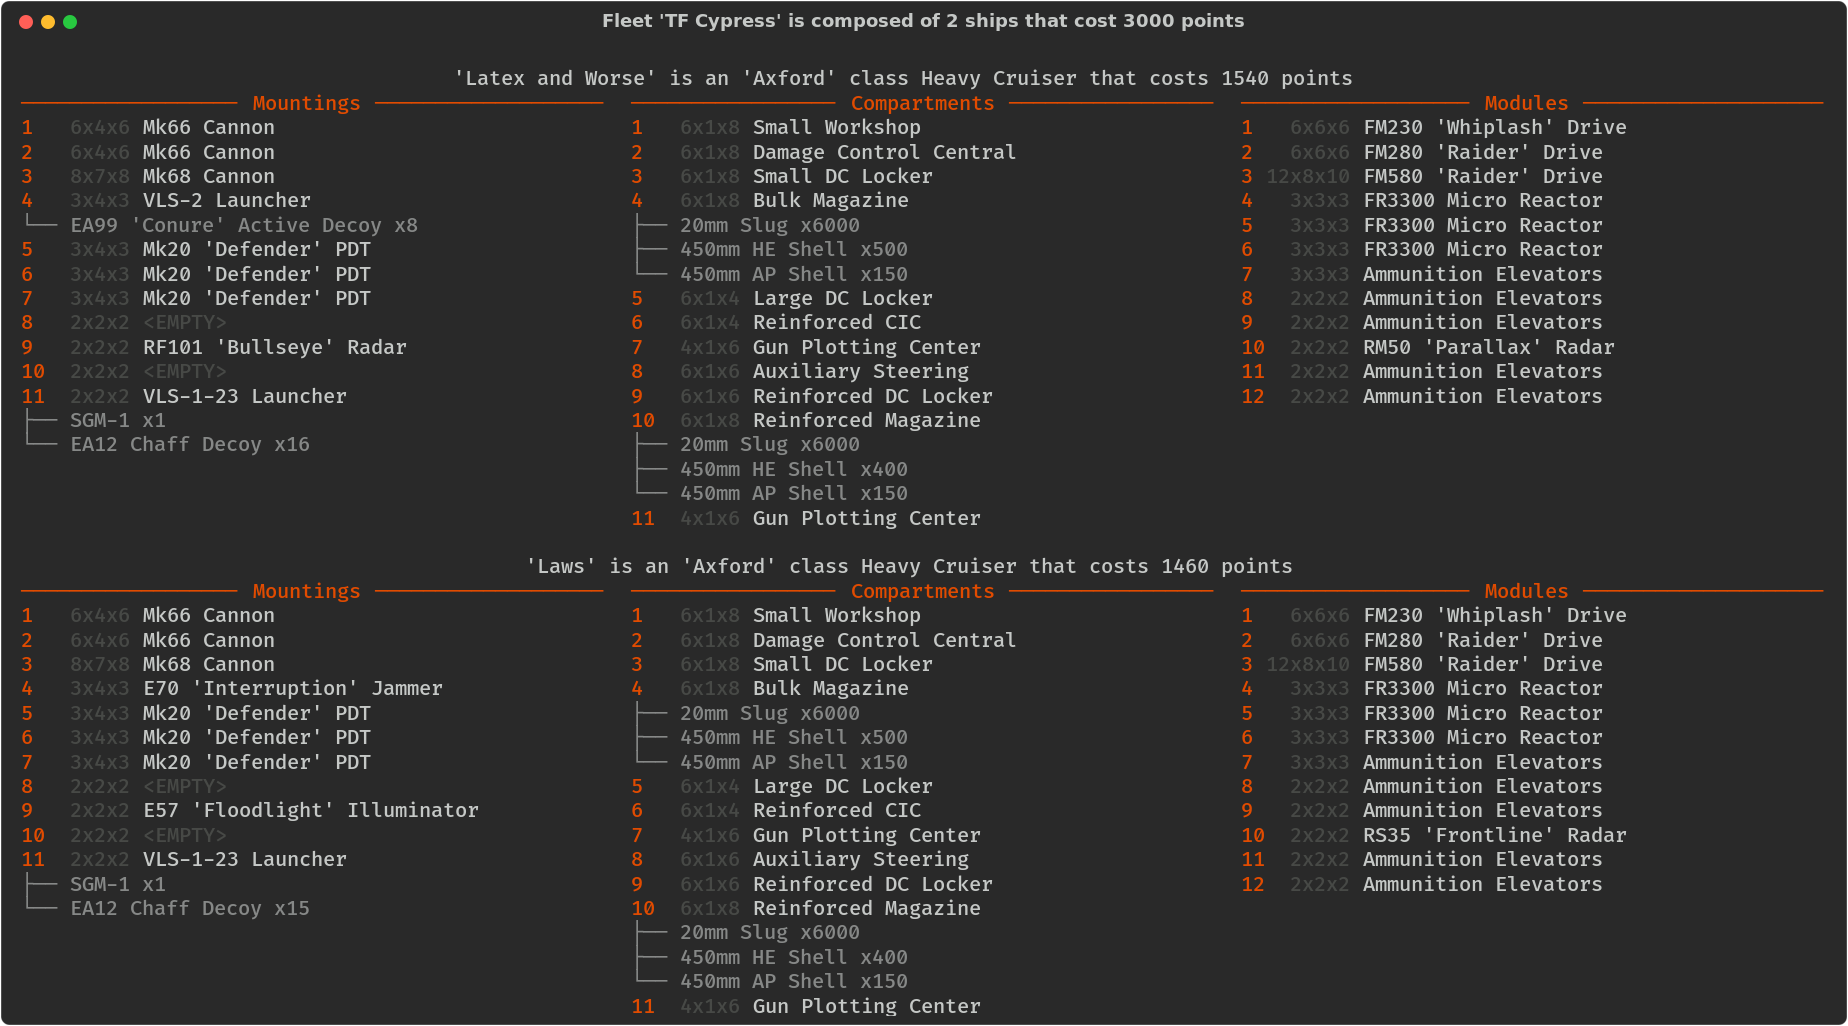 Fleet 'TF Cypress' is composed of 2 ships that cost 3000 points
'Latex and Worse' is an 'Axford' class Heavy Cruiser that costs 1540 points
Mountings
1 6x4x6 Mk66 Cannon
2 6x4x6 Mk66 Cannon
3 8x7x8 Mk68 Cannon
4 3x4x3 VLS-2 Launcher
EA99 'Conure' Active Decoy x8
5 3x4x3 Mk20 'Defender' PDT
6 3x4x3 Mk20 'Defender' PDT
7 3x4x3 Mk20 'Defender' PDT
8 2x2x2 <EMPTY>
9 2x2x2 RF101 'Bullseye' Radar
10 2x2x2 <EMPTY>
11 2x2x2 VLS-1-23 Launcher
SGM-1 x1
EA12 Chaff Decoy x16
Compartments
1 6x1x8 Small Workshop
2 6x1x8 Damage Control Central
3 6x1x8 Small DC Locker
4 6x1x8 Bulk Magazine
20mm Slug x6000
450mm HE Shell x500
450mm AP Shell x150
5 6x1x4 Large DC Locker
6 6x1x4 Reinforced CIC
7 4x1x6 Gun Plotting Center
8 6x1x6 Auxiliary Steering
9 6x1x6 Reinforced DC Locker
10 6x1x8 Reinforced Magazine
20mm Slug x6000
450mm HE Shell x400
450mm AP Shell x150
11 4x1x6 Gun Plotting Center
Modules
1 6x6x6 FM230 'Whiplash' Drive
2 6x6x6 FM280 'Raider' Drive
3 12x8x10 FM580 'Raider' Drive
4 3x3x3 FR3300 Micro Reactor
5 3x3x3 FR3300 Micro Reactor
6 3x3x3 FR3300 Micro Reactor
7 3x3x3 Ammunition Elevators
8 2x2x2 Ammunition Elevators
9 2x2x2 Ammunition Elevators
10 2x2x2 RM50 'Parallax' Radar
11 2x2x2 Ammunition Elevators
12 2x2x2 Ammunition Elevators
'Laws' is an 'Axford' class Heavy Cruiser that costs 1460 points
Mountings
1 6x4x6 Mk66 Cannon
2 6x4x6 Mk66 Cannon
3 8x7x8 Mk68 Cannon
4 3x4x3 E70 'Interruption' Jammer
5 3x4x3 Mk20 'Defender' PDT
6 3x4x3 Mk20 'Defender' PDT
7 3x4x3 Mk20 'Defender' PDT
8 2x2x2 <EMPTY>
9 2x2x2 E57 'Floodlight' Illuminator
10 2x2x2 <EMPTY>
11 2x2x2 VLS-1-23 Launcher
SGM-1 x1
EA12 Chaff Decoy x15
Compartments
1 6x1x8 Small Workshop
2 6x1x8 Damage Control Central
3 6x1x8 Small DC Locker
4 6x1x8 Bulk Magazine
20mm Slug x6000
450mm HE Shell x500
450mm AP Shell x150
5 6x1x4 Large DC Locker
6 6x1x4 Reinforced CIC
7 4x1x6 Gun Plotting Center
8 6x1x6 Auxiliary Steering
9 6x1x6 Reinforced DC Locker
10 6x1x8 Reinforced Magazine
20mm Slug x6000
450mm HE Shell x400
450mm AP Shell x150
11 4x1x6 Gun Plotting Center
Modules
1 6x6x6 FM230 'Whiplash' Drive
2 6x6x6 FM280 'Raider' Drive
3 12x8x10 FM580 'Raider' Drive
4 3x3x3 FR3300 Micro Reactor
5 3x3x3 FR3300 Micro Reactor
6 3x3x3 FR3300 Micro Reactor
7 3x3x3 Ammunition Elevators
8 2x2x2 Ammunition Elevators
9 2x2x2 Ammunition Elevators
10 2x2x2 RS35 'Frontline' Radar
11 2x2x2 Ammunition Elevators
12 2x2x2 Ammunition Elevators